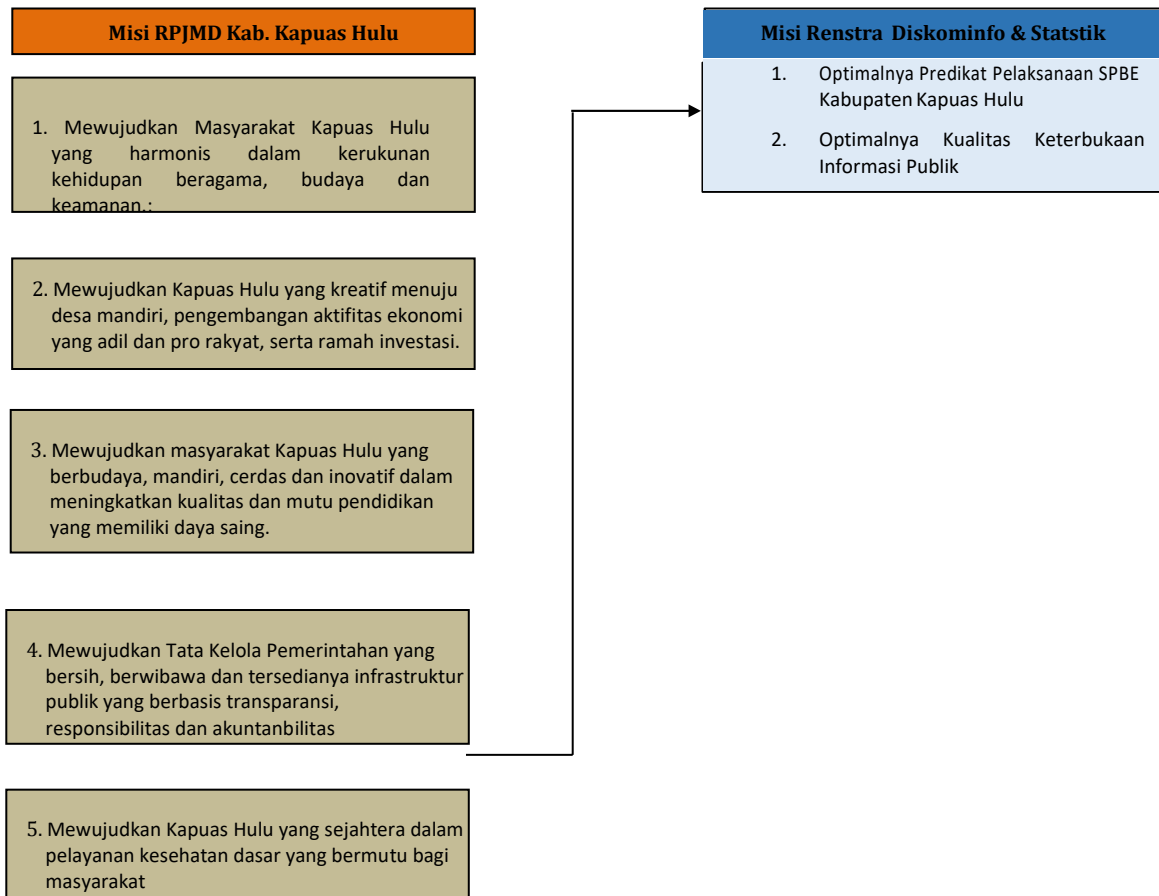 Misi RPJMD Kab. Kapuas Hulu
1. Mewujudkan Masyarakat Kapuas Hulu
yang harmonis dalam kerukunan
kehidupan beragama, budaya dan
keamanan.:
2. Mewujudkan Kapuas Hulu yang kreatif menuju
desa mandiri, pengembangan aktifitas ekonomi
yang adil dan pro rakyat, serta ramah investasi.
3. Mewujudkan masyarakat Kapuas Hulu yang
berbudaya, mandiri, cerdas dan inovatif dalam
meningkatkan kualitas dan mutu pendidikan
yang memiliki daya saing.
4. Mewujudkan Tata Kelola Pemerintahan yang
bersih, berwibawa dan tersedianya infrastruktur
publik yang berbasis transparansi,
responsibilitas dan akuntanbilitas
5. Mewujudkan Kapuas Hulu yang sejahtera dalam
pelayanan kesehatan dasar yang bermutu bagi
masyarakat
Misi Renstra Diskominfo & Statstik
1. Optimalnya Predikat Pelaksanaan SPBE
Kabupaten Kapuas Hulu
2. Optimalnya Kualitas Keterbukaan
Informasi Publik